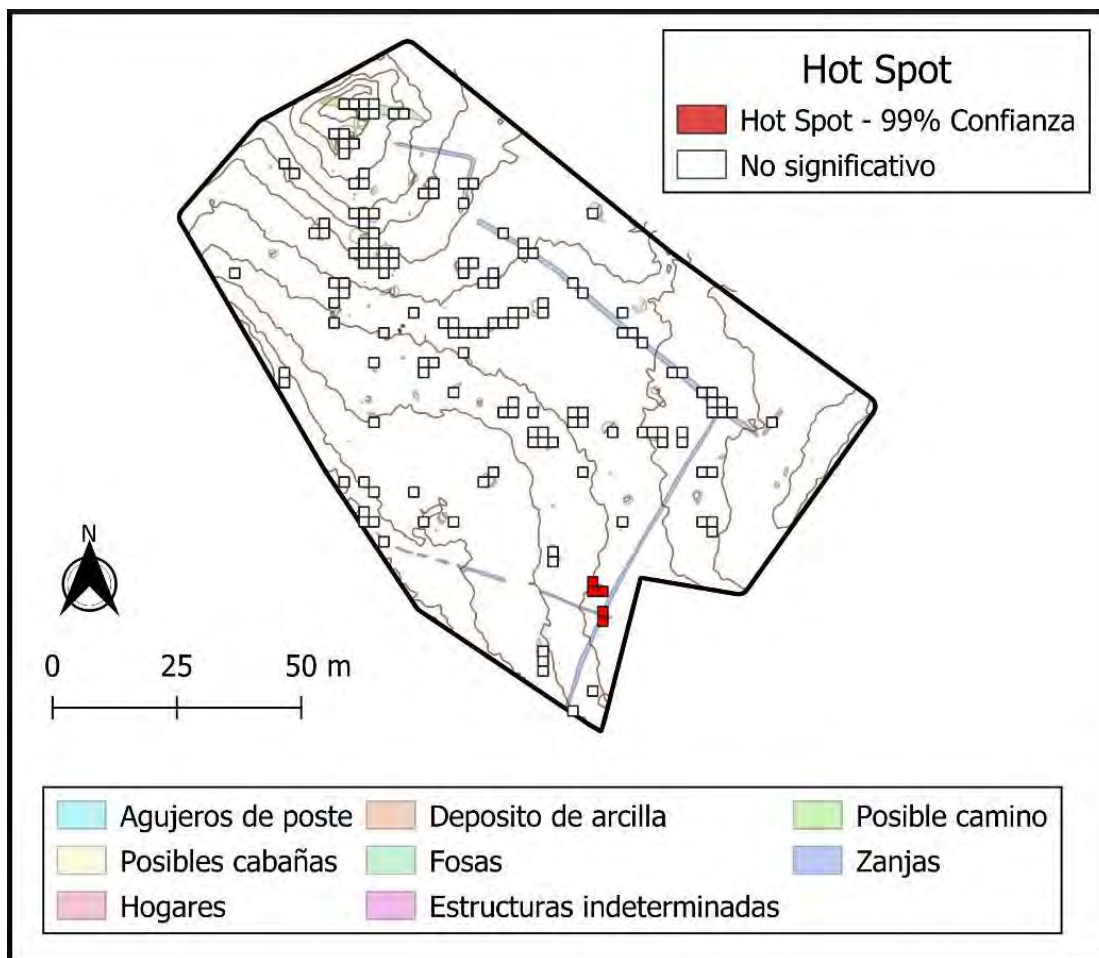 Hot Spot
Hot Spot - 99% Confianza
No significativo
N
0 25 50 m
Agujeros de poste Deposito de arcilla Posible camino
Posibles cabañas Fosas Zanjas
Hogares Estructuras indeterminadas